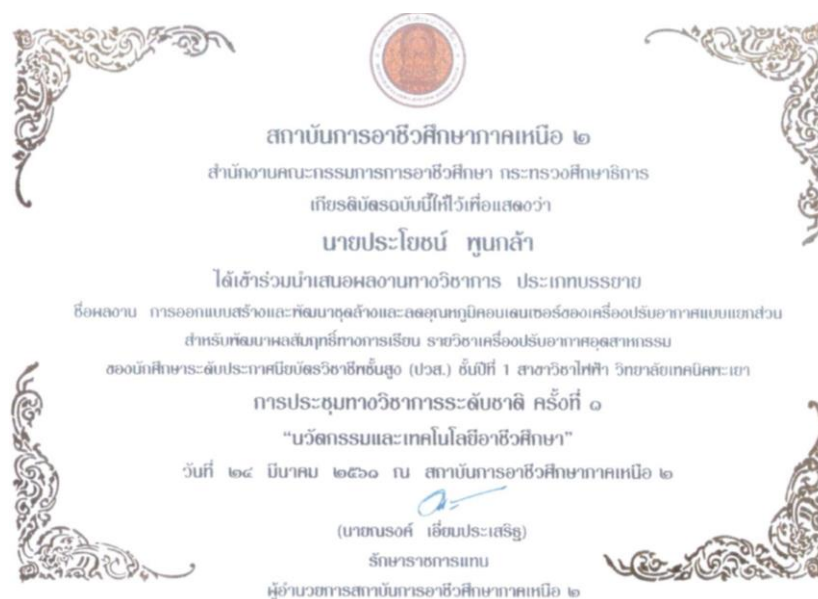 สถาบันการอาชีวศึกษาภาคเหนือ ๒
สำนักงานคณะกรรมการการอาชีวศึกษา กระทรวงศึกษาธิการ
เกียรติบัตรฉบับนี้ให้ไว้เพื่อแสดงว่า
นายประโยชน์ พูนกล้า
ได้เข้าร่วมนำเสนอผลงานทางวิชาการ ประเภทบรรยาย
ชื่อผลงาน การออกแบบสร้างและพัฒนาชุดล้างและลดอุณหภูมิคอนเดนเซอร์ของเครื่องปรับอากาศแบบแยกส่วน
สำหรับพัฒนาผลสัมฤทธิ์ทางการเรียน รายวิชาเครื่องปรับอากาศอุตสาหกรรม
ของนักศึกษาระดับประกาศนียบัตรวิชาชีพชั้นสูง (ปวส.) ชั้นปีที่ 1 สาขาวิชาไฟฟ้า วิทยาลัยเทคนิคพะเยา
การประชุมทางวิชาการระดับชาติ ครั้งที่ ๑
“นวัตกรรมและเทคโนโลยีอาชีวศึกษา”
วันที่ ๒๔ มีนาคม ๒๕๖๑ ณ สถาบันการอาชีวศึกษาภาคเหนือ ๒
(นายณรงค์ เอี่ยมประเสริฐ)
รักษาราชการแทน
ผู้อำนวยการสถาบันการอาชีวศึกษาภาคเหนือ ๒